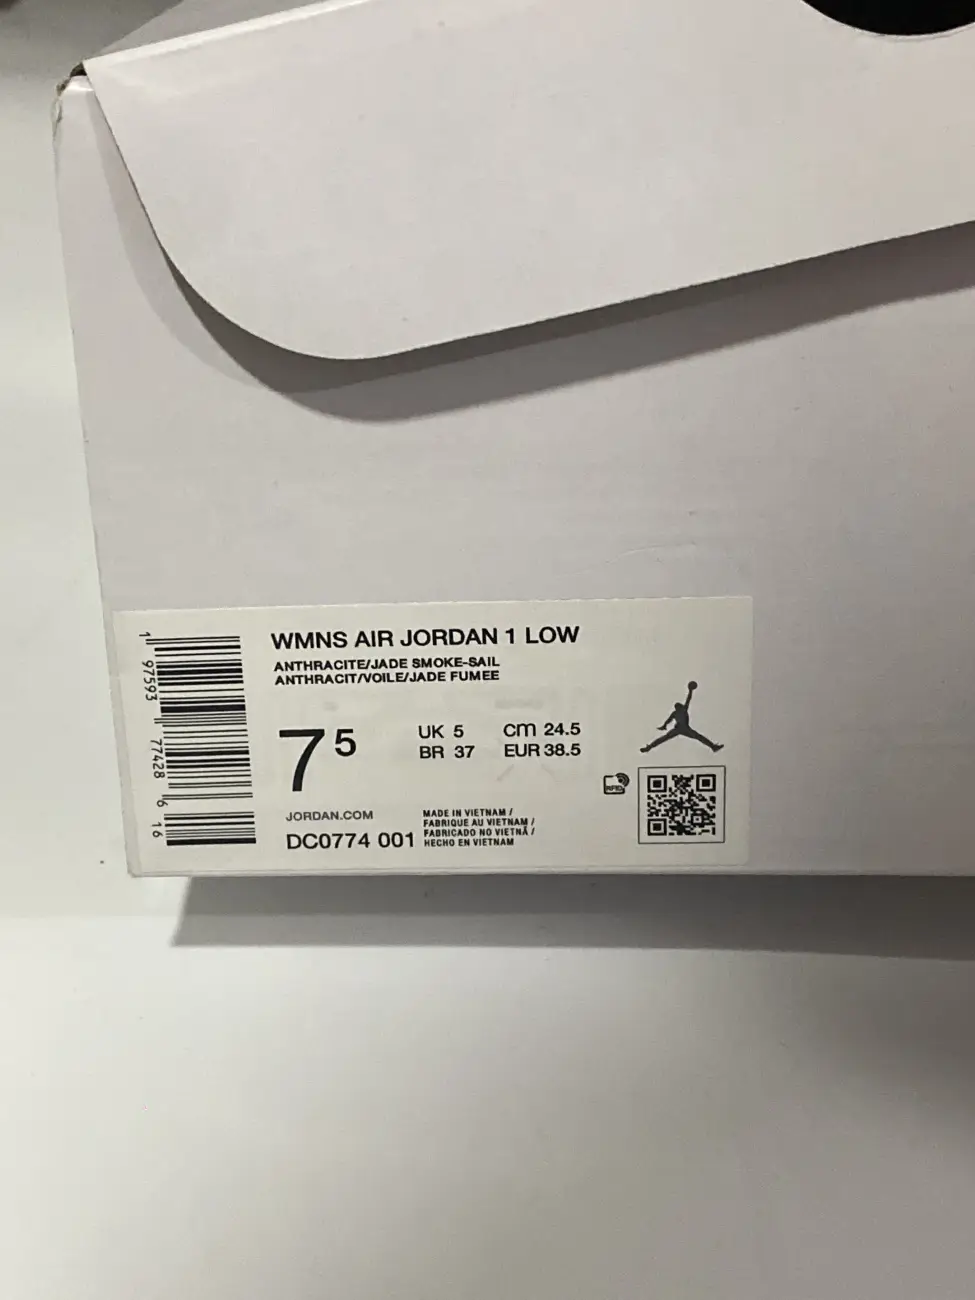 WMNS AIR JORDAN 1 LOW
ANTHRACITE/JADE SMOKE-SAIL
ANTHRACIT/VOILE/JADE FUMEE
7 5
UK 5 CM 24.5
BR 37 EUR 38.5
JORDAN.COM
DC0774 001
MADE IN VIETNAM /
FABRIQUE AU VIETNAM /
FABRICADO NO VIETNÃ /
HECHO EN VIETNAM
RFID
1 97593 77428 6 16